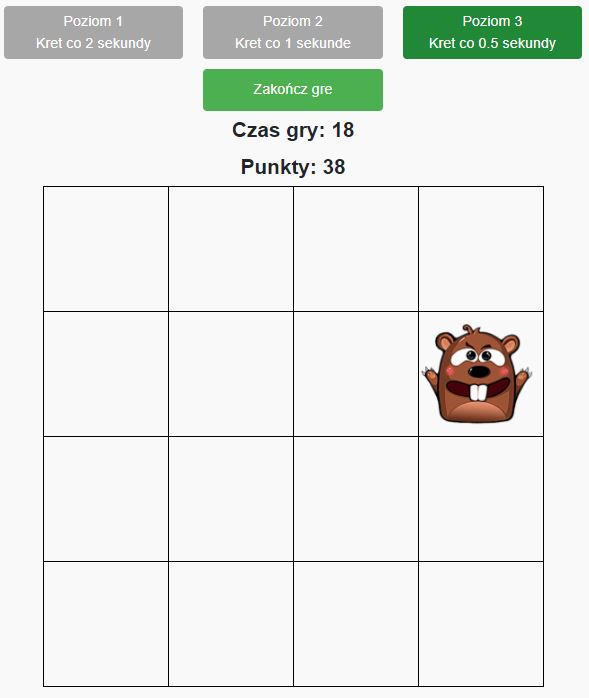 Poziom 1
Kret co 2 sekundy
Poziom 2
Kret co 1 sekunde
Poziom 3
Kret co 0.5 sekundy
Zakończ gre
Czas gry: 18
Punkty: 38